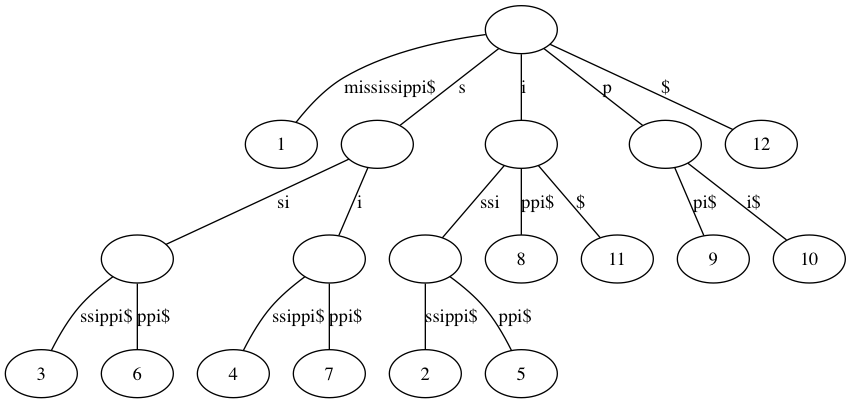 mississippi$ s i p $
1 12
si i ssi ppi$ $ pi$ i$
8 11 9 10
ssippi$ ppi$ ssippi$ ppi$ ssippi$ ppi$
3 6 4 7 2 5